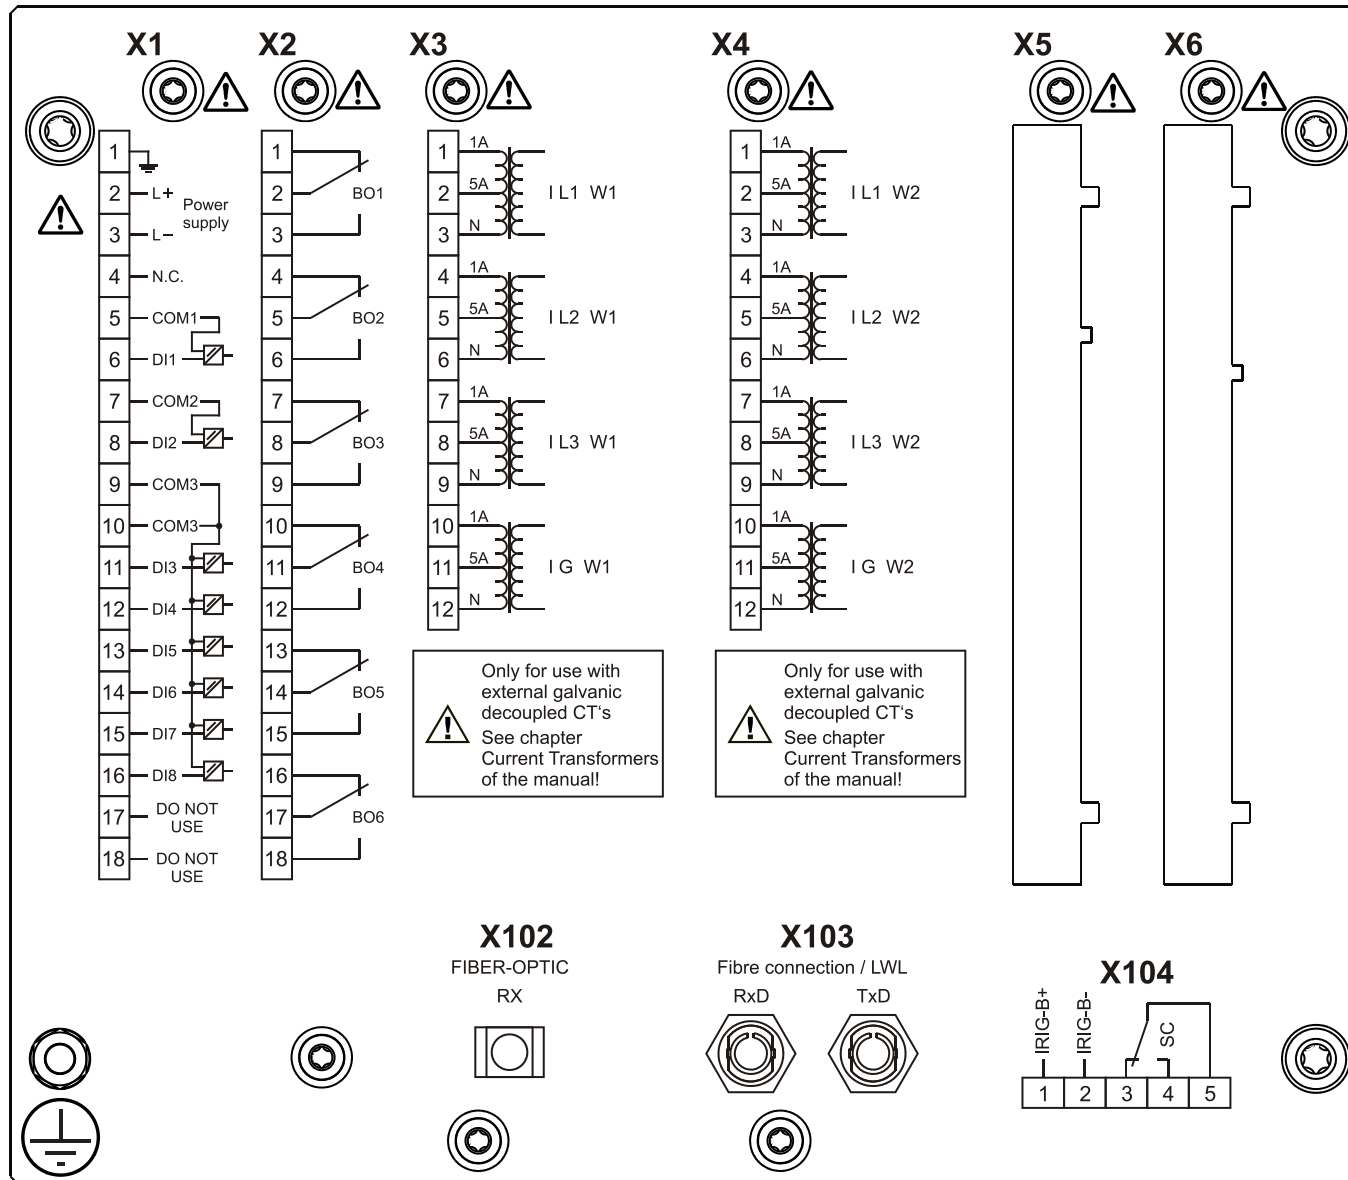 X1
X2
X3
X4
X5
X6
1
2 L+
Power
supply
3 L–
4 N.C.
5 COM1
6 DI1
7 COM2
8 DI2
9 COM3
10 COM3
11 DI3
12 DI4
13 DI5
14 DI6
15 DI7
16 DI8
17 DO NOT
USE
18 DO NOT
USE
1
2 BO1
3
4
5 BO2
6
7
8 BO3
9
10
11 BO4
12
13
14 BO5
15
16
17 BO6
18
1 1A
2 5A I L1 W1
3 N
4 1A
5 5A I L2 W1
6 N
7 1A
8 5A I L3 W1
9 N
10 1A
11 5A I G W1
12 N
Only for use with
external galvanic
decoupled CT‘s
See chapter
Current Transformers
of the manual!
1 1A
2 5A I L1 W2
3 N
4 1A
5 5A I L2 W2
6 N
7 1A
8 5A I L3 W2
9 N
10 1A
11 5A I G W2
12 N
Only for use with
external galvanic
decoupled CT‘s
See chapter
Current Transformers
of the manual!
X102
FIBER-OPTIC
RX
X103
Fibre connection / LWL
RxD TxD
X104
IRIG-B+
IRIG-B-
SC
1 2 3 4 5